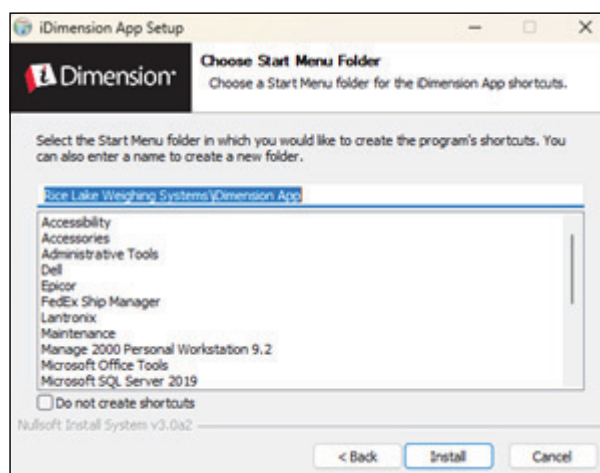 iDimension App Setup
iDimension
Choose Start Menu Folder
Choose a Start Menu folder for the iDimension App shortcuts.
Select the Start Menu folder in which you would like to create the program's shortcuts. You
can also enter a name to create a new folder.
Rice Lake Weighing Systems\iDimension App
Accessibility
Accessories
Administrative Tools
Dell
Epicor
FedEx Ship Manager
Lantronix
Maintenance
Manage 2000 Personal Workstation 9.2
Microsoft Office Tools
Microsoft SQL Server 2019
Do not create shortcuts
Nullsoft Install System v3.0a2
< Back
Install
Cancel